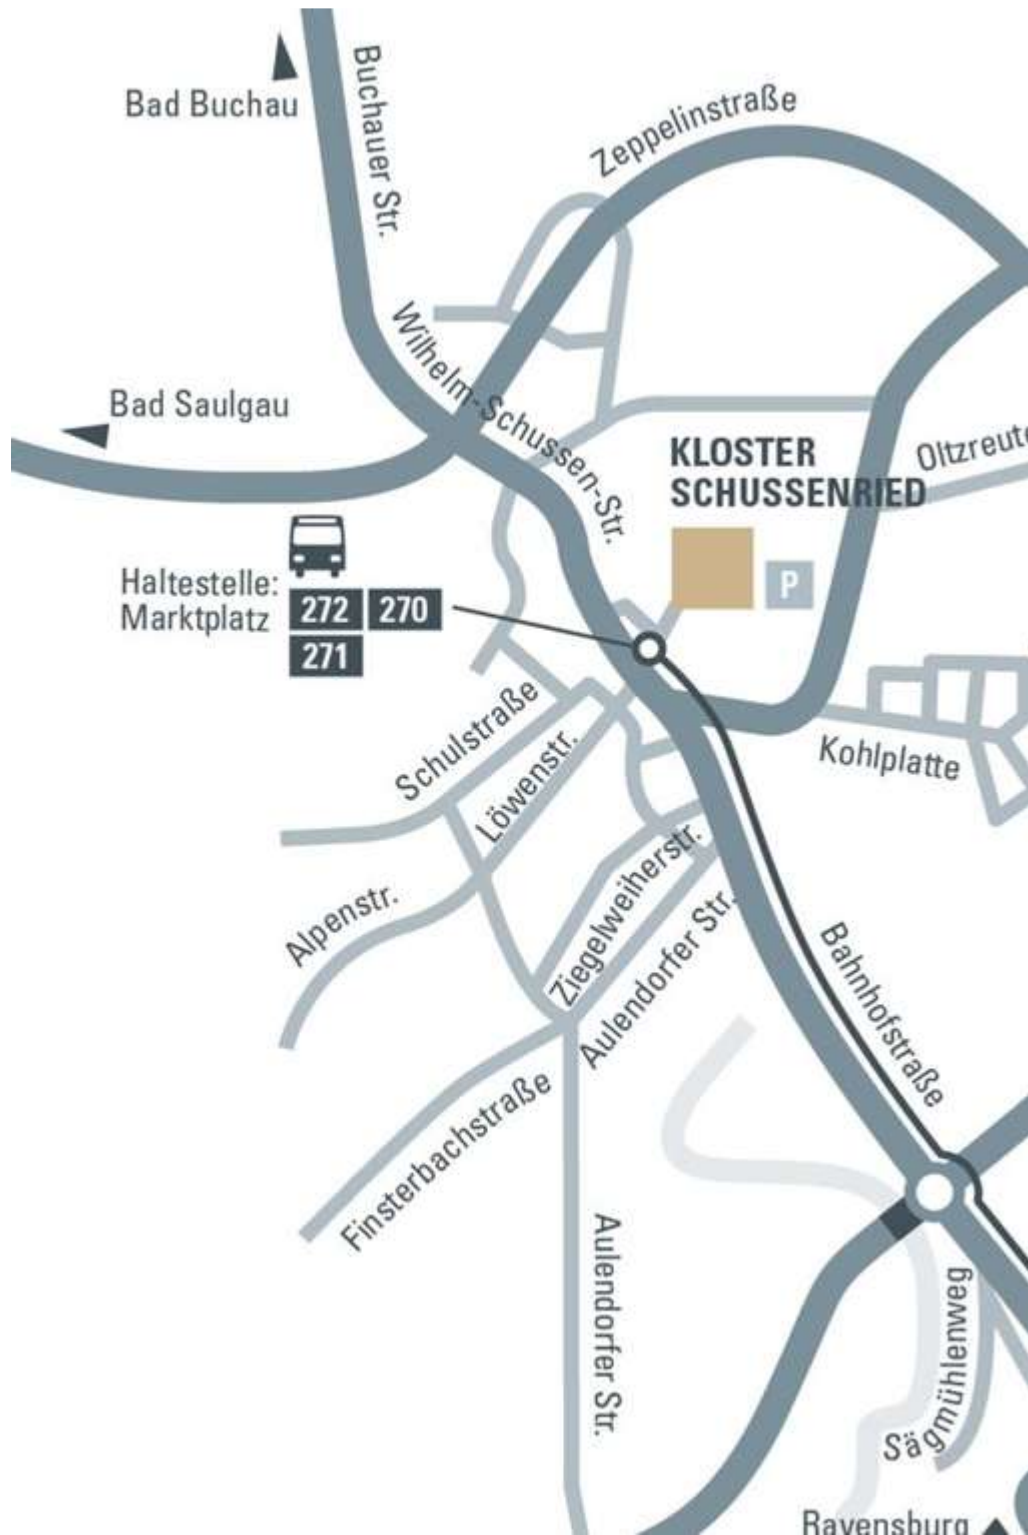 Buchauer Str.
Bad Buchau
Zeppelinstraße
Wilhelm-Schussen-Str.
Bad Saulgau
KLOSTER
SCHUSSENRIED
Oltzreute
P
Haltestelle:
Marktplatz
272 270
271
Schulstraße
Löwenstr.
Kohlplatte
Alpenstr.
Ziegelweiherstr.
Aulendorfer Str.
Bahnhofstraße
Finsterbachstraße
Aulendorfer Str.
Sägmühlenweg
Ravensburg